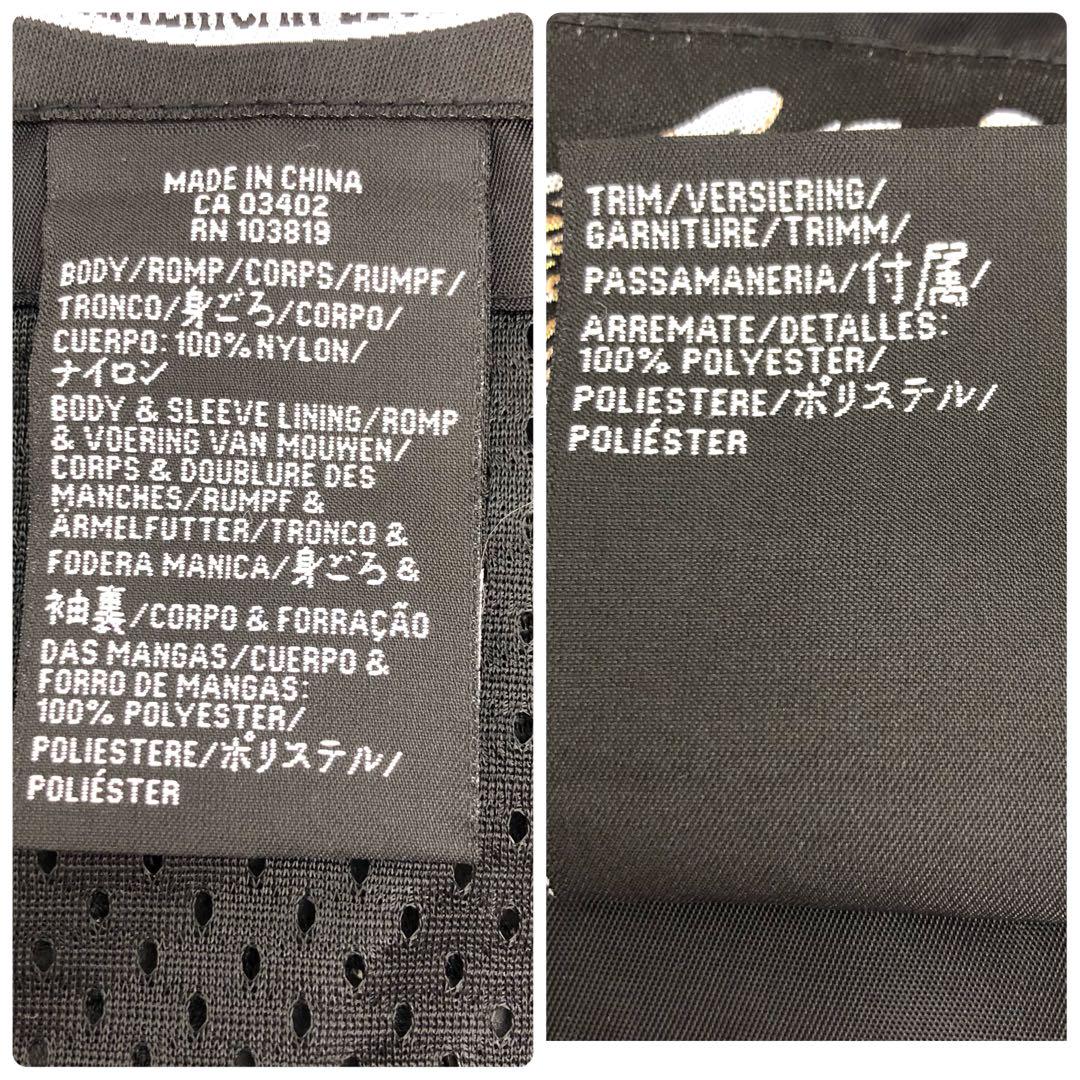 MADE IN CHINA
CA 03402
RN 103819
BODY/ROMP/CORPS/RUMPF/
TRONCO/身ごろ/CORPO/
CUERPO: 100% NYLON/
ナイロン
BODY & SLEEVE LINING/ROMP
& VOERING VAN MOUWEN/
CORPS & DOUBLURE DES
MANCHES/RUMPF &
ÄRMELFUTTER/TRONCO &
FODERA MANICA/身ごろ &
袖裏/CORPO & FORRAÇÃO
DAS MANGAS/CUERPO &
FORRO DE MANGAS:
100% POLYESTER/
POLIESTERE/ポリステル/
POLIÉSTER
TRIM/VERSIERING/
GARNITURE/TRIMM/
PASSAMANERIA/付属/
ARREMATE/DETALLES:
100% POLYESTER/
POLIESTERE/ポリステル/
POLIÉSTER